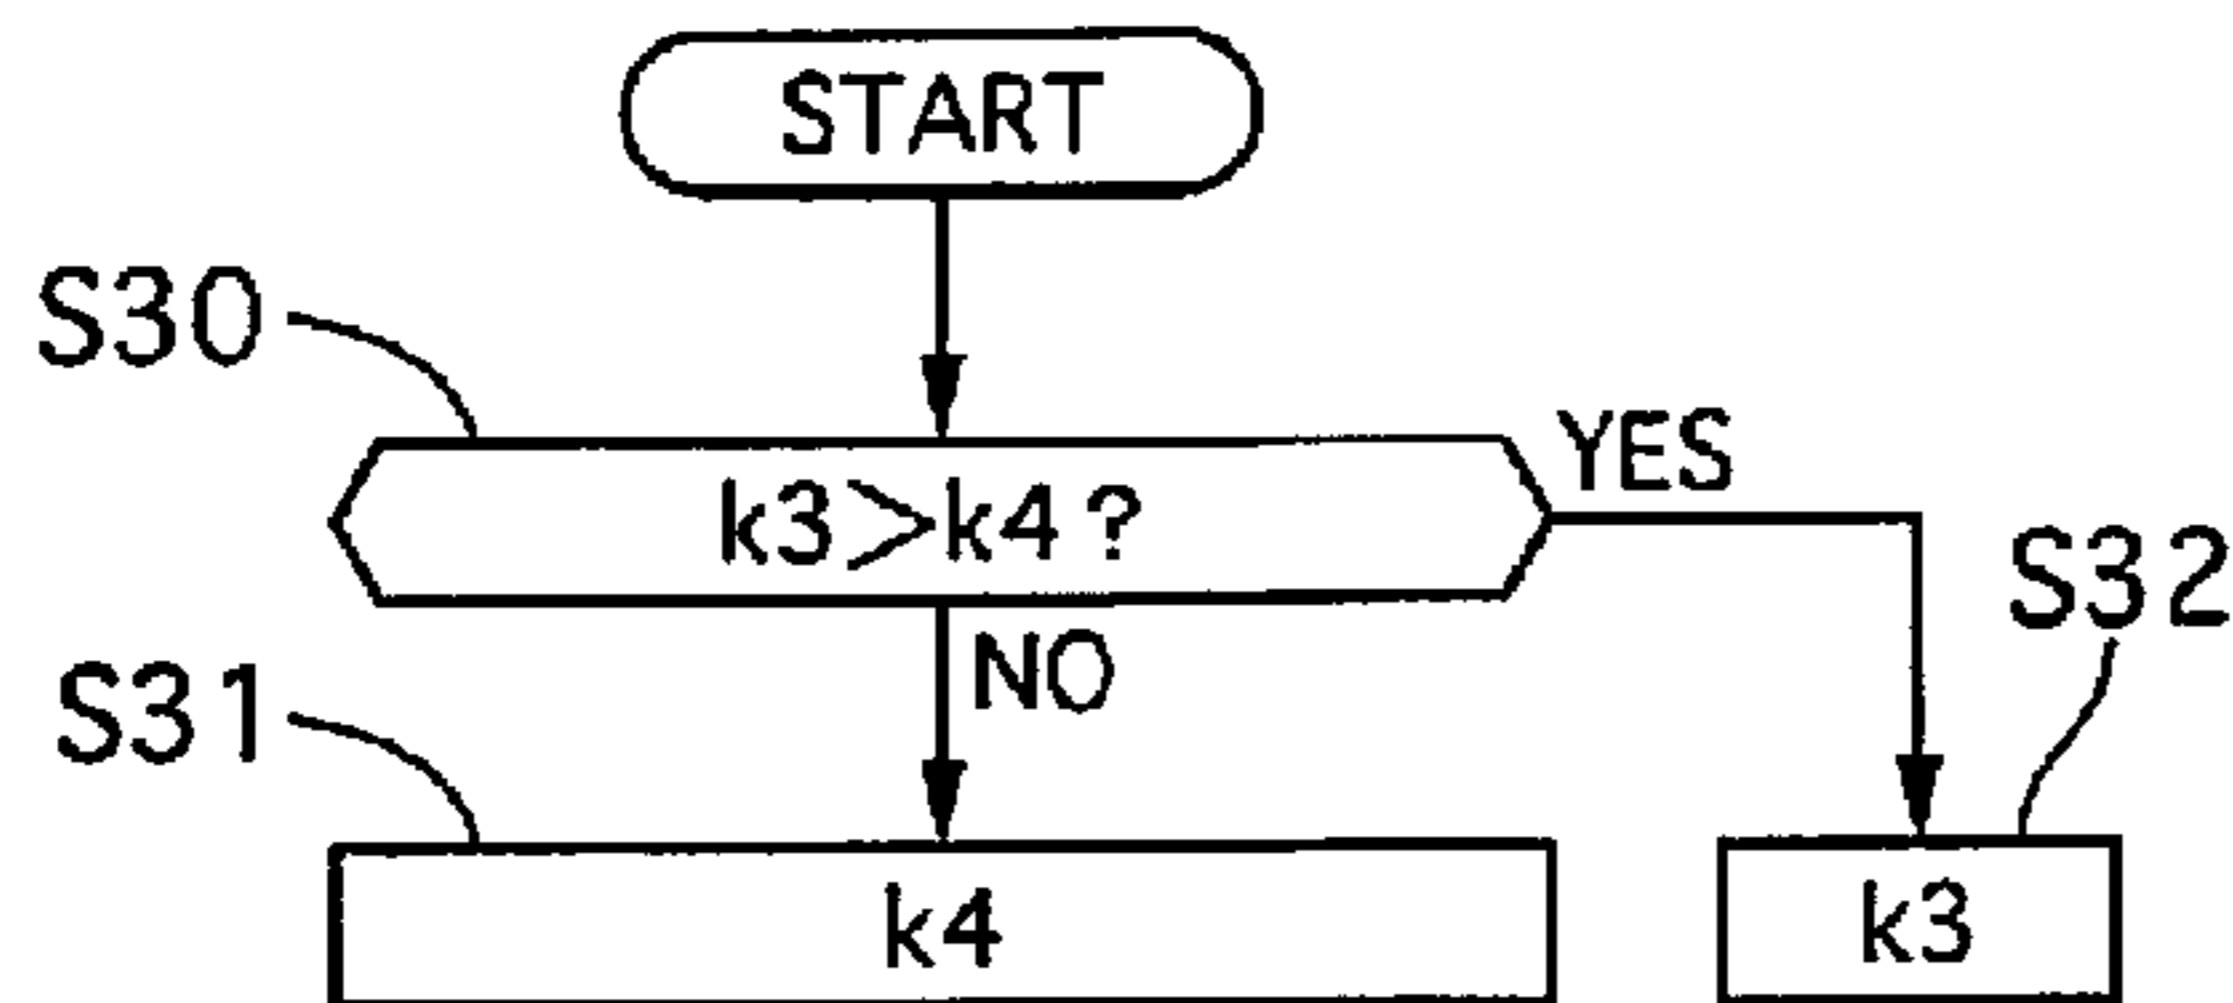 START
S30
YES
k3>k4?
S32
NO
S31
k4
k3